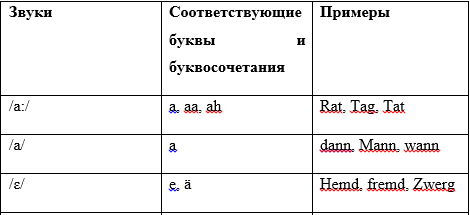 Звуки Соответствующие Примеры
буквы и
буквосочетания
/a:/ a, aa, ah Rat, Tag, Tat
/a/ a dann, Mann, wann
/ɛ/ e, ä Hemd, fremd, Zwerg